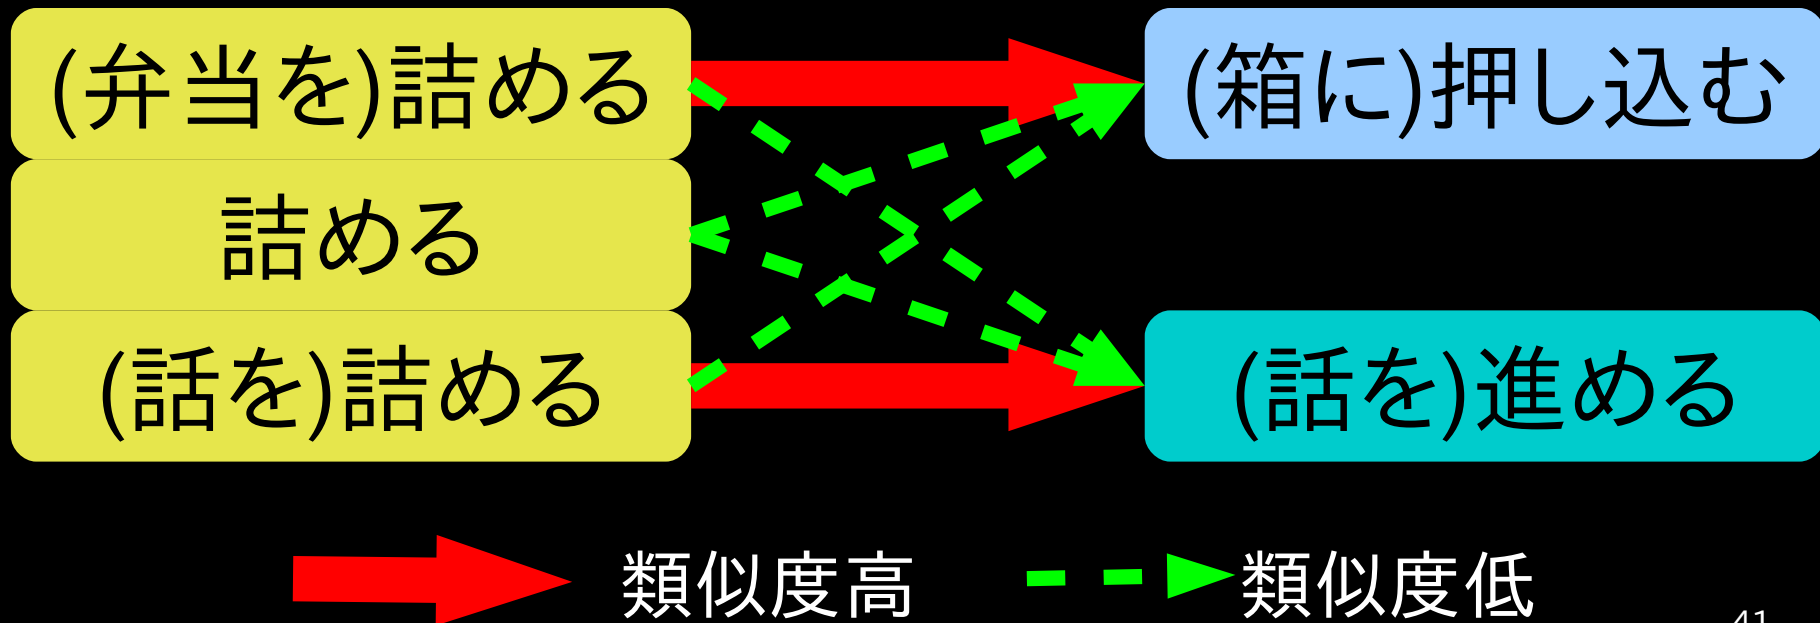 (弁当を)詰める
(箱に)押し込む
詰める
(話を)詰める
(話を)進める
類似度高
類似度低
41